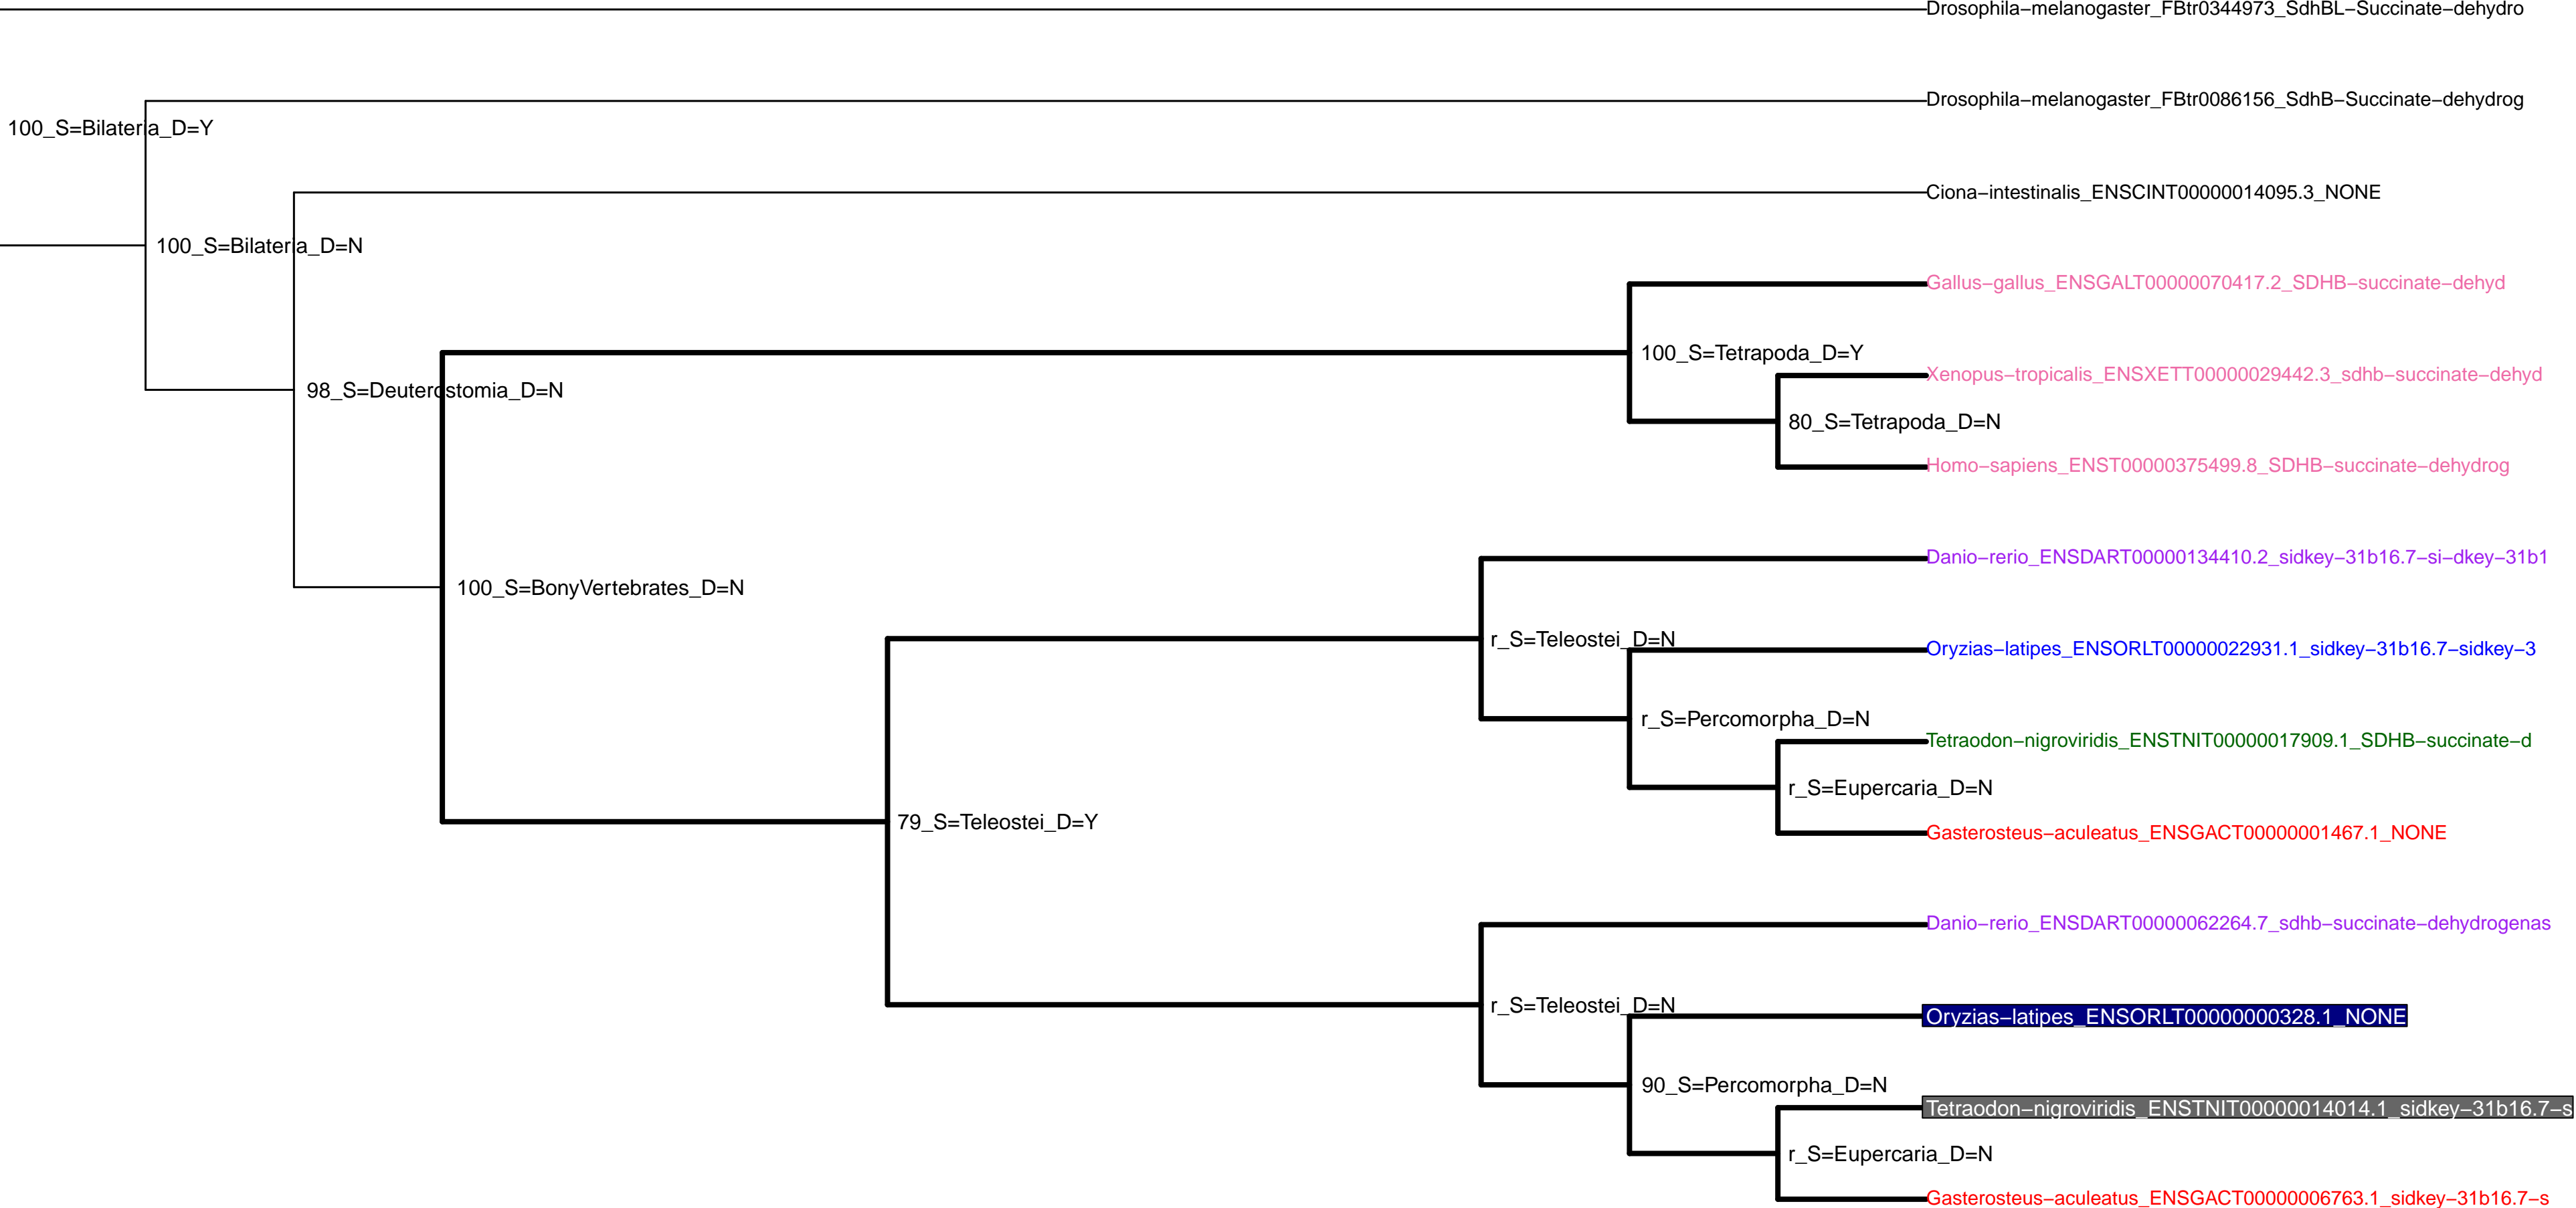 Drosophila−melanogaster_FBtr0344973_SdhBL−Succinate−dehydro
Drosophila−melanogaster_FBtr0086156_SdhB−Succinate−dehydrog
100_S=Bilateria_D=Y
Ciona−intestinalis_ENSCINT00000014095.3_NONE
100_S=Bilateria_D=N
Gallus−gallus_ENSGALT00000070417.2_SDHB−succinate−dehyd
100_S=Tetrapoda_D=Y
Xenopus−tropicalis_ENSXETT00000029442.3_sdhb−succinate−dehyd
98_S=Deuterostomia_D=N
80_S=Tetrapoda_D=N
Homo−sapiens_ENST00000375499.8_SDHB−succinate−dehydrog
Danio−rerio_ENSDART00000134410.2_sidkey−31b16.7−si−dkey−31b1
100_S=BonyVertebrates_D=N
r_S=Teleostei_D=N
Oryzias−latipes_ENSORLT00000022931.1_sidkey−31b16.7−sidkey−3
r_S=Percomorpha_D=N
Tetraodon−nigroviridis_ENSTNIT00000017909.1_SDHB−succinate−d
r_S=Eupercaria_D=N
79_S=Teleostei_D=Y
Gasterosteus−aculeatus_ENSGACT00000001467.1_NONE
Danio−rerio_ENSDART00000062264.7_sdhb−succinate−dehydrogenas
r_S=Teleostei_D=N
Oryzias−latipes_ENSORLT00000000328.1_NONE
90_S=Percomorpha_D=N
Tetraodon−nigroviridis_ENSTNIT00000014014.1_sidkey−31b16.7−s
r_S=Eupercaria_D=N
Gasterosteus−aculeatus_ENSGACT00000006763.1_sidkey−31b16.7−s